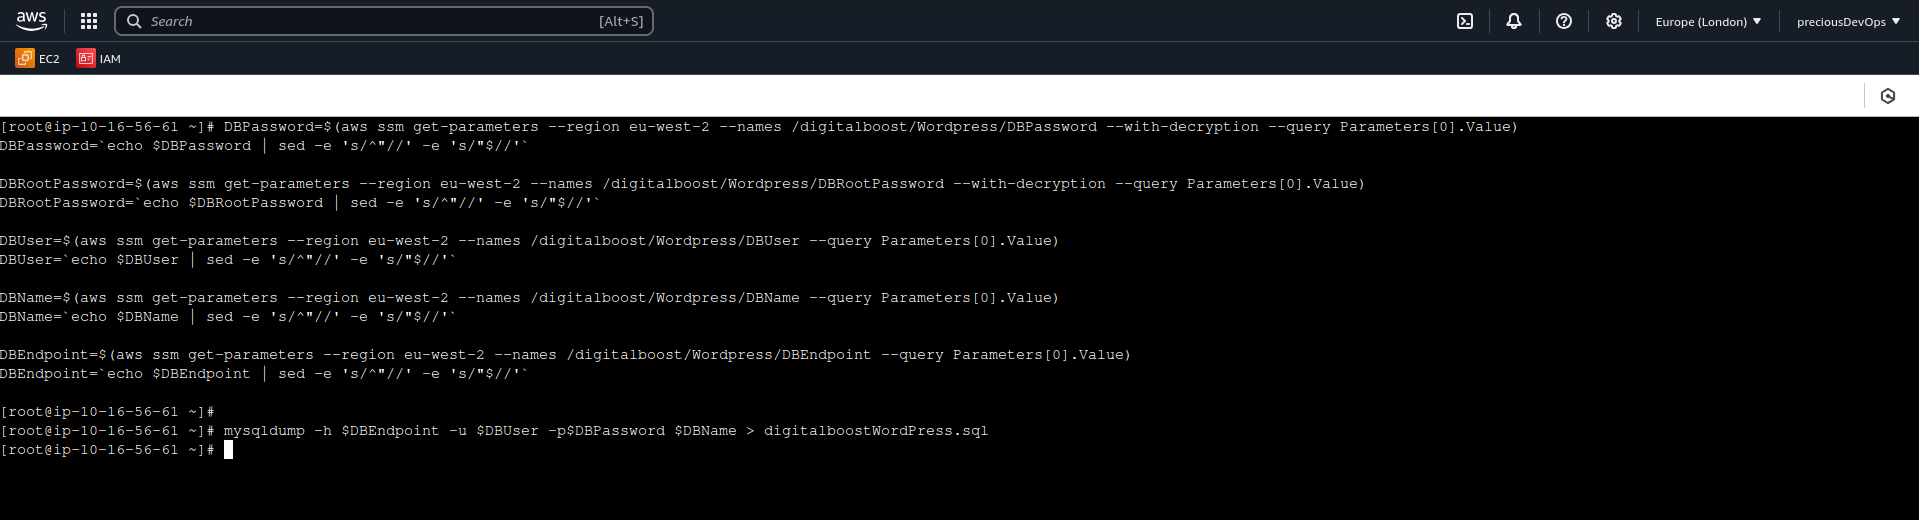 aws
Search [Alt+S]
Europe (London)
preciousDevOps
EC2
IAM
[root@ip-10-16-56-61 ~]# DBPassword=$(aws ssm get-parameters --region eu-west-2 --names /digitalboost/Wordpress/DBPassword --with-decryption --query Parameters[0].Value)
DBPassword=`echo $DBPassword | sed -e 's/^"//' -e 's/"$//'`
DBRootPassword=$(aws ssm get-parameters --region eu-west-2 --names /digitalboost/Wordpress/DBRootPassword --with-decryption --query Parameters[0].Value)
DBRootPassword=`echo $DBRootPassword | sed -e 's/^"//' -e 's/"$//'`
DBUser=$(aws ssm get-parameters --region eu-west-2 --names /digitalboost/Wordpress/DBUser --query Parameters[0].Value)
DBUser=`echo $DBUser | sed -e 's/^"//' -e 's/"$//'`
DBName=$(aws ssm get-parameters --region eu-west-2 --names /digitalboost/Wordpress/DBName --query Parameters[0].Value)
DBName=`echo $DBName | sed -e 's/^"//' -e 's/"$//'`
DBEndpoint=$(aws ssm get-parameters --region eu-west-2 --names /digitalboost/Wordpress/DBEndpoint --query Parameters[0].Value)
DBEndpoint=`echo $DBEndpoint | sed -e 's/^"//' -e 's/"$//'`
[root@ip-10-16-56-61 ~]#
[root@ip-10-16-56-61 ~]# mysqldump -h $DBEndpoint -u $DBUser -p$DBPassword $DBName > digitalboostWordPress.sql
[root@ip-10-16-56-61 ~]#